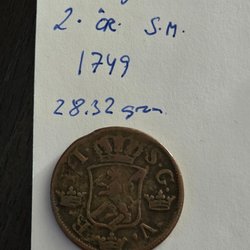 2. ÖR. S.M.
1749
28.32 gram
S. G. V.